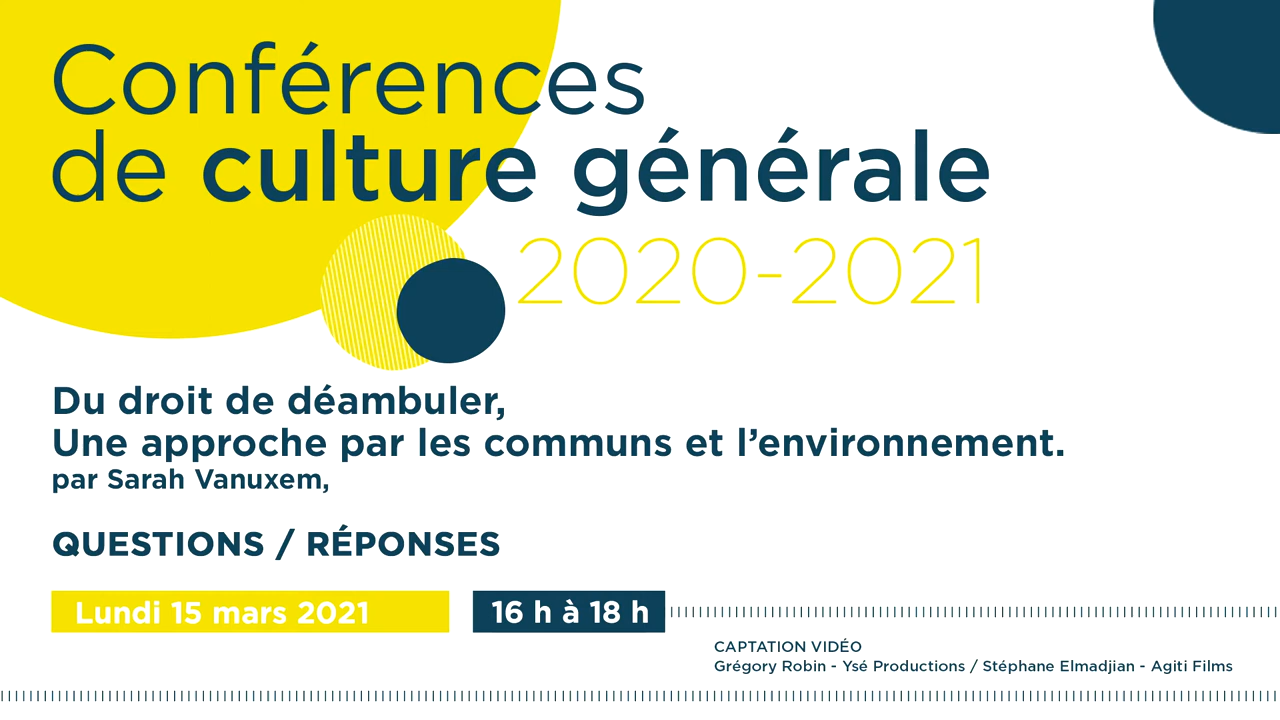 Conférences
de culture générale
2020-2021
Du droit de déambuler,
Une approche par les communs et l’environnement.
par Sarah Vanuxem,
QUESTIONS / RÉPONSES
Lundi 15 mars 2021
16 h à 18 h
CAPTATION VIDÉO
Grégory Robin - Ysé Productions / Stéphane Elmadjian - Agiti Films